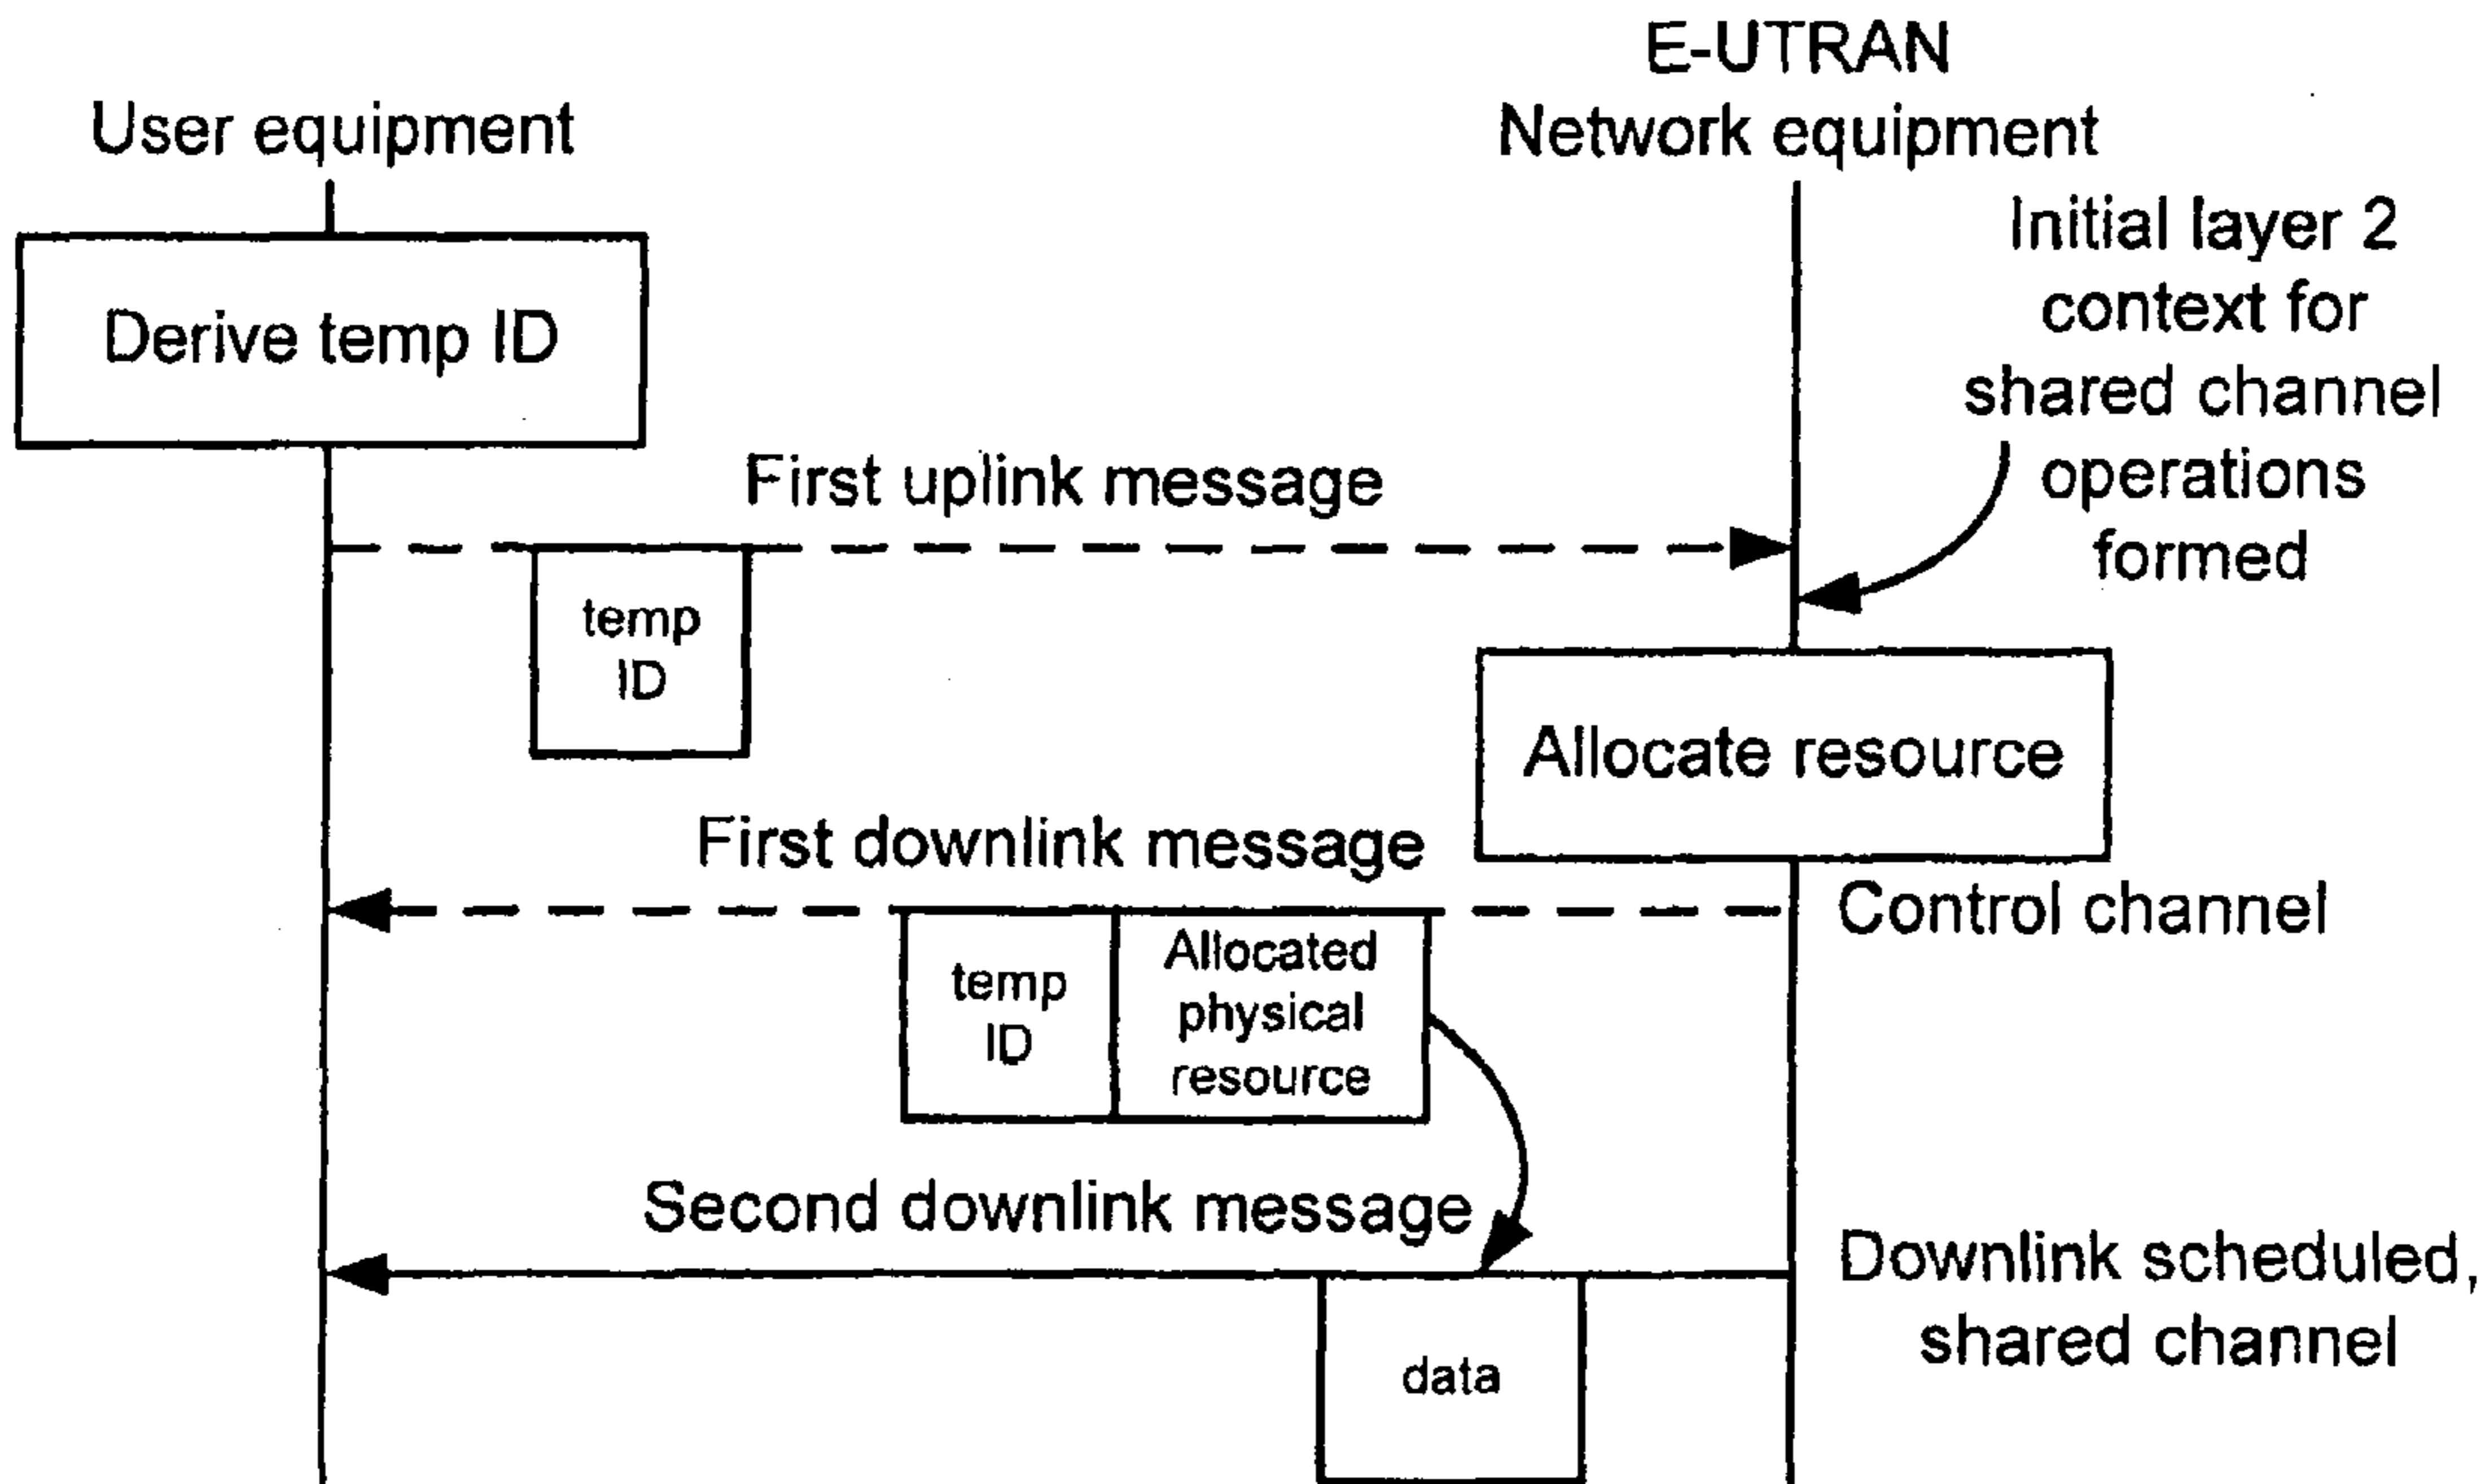 E-UTRAN
Network equipment
User equipment
Initial layer 2
context for
shared channel
operations
formed
Derive temp ID
First uplink message
temp
ID
Allocate resource
First downlink message
Control channel
temp
ID
Allocated
physical
resource
Second downlink message
Downlink scheduled,
shared channel
data